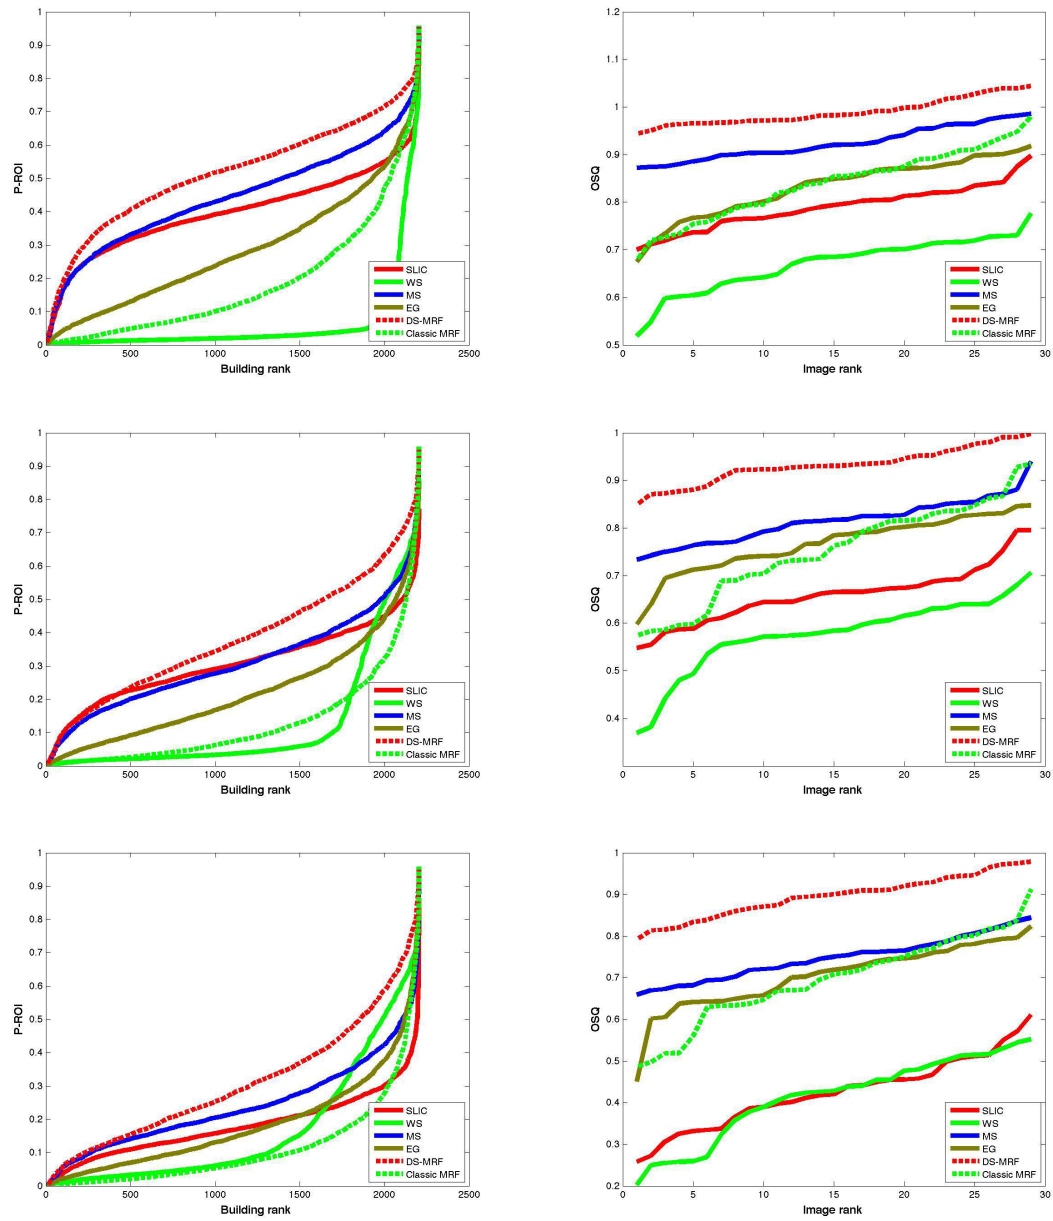 1
0.9
0.8
0.7
0.6
0.5
0.4
0.3
0.2
0.1
0
P-ROI
0 500 1000 1500 2000 2500
Building rank
SLIC
WS
MS
EG
DS-MRF
Classic MRF
1.2
1.1
1
0.9
0.8
0.7
0.6
0.5
OSQ
0 5 10 15 20 25 30
Image rank
SLIC
WS
MS
EG
DS-MRF
Classic MRF
1
0.9
0.8
0.7
0.6
0.5
0.4
0.3
0.2
0.1
0
P-ROI
0 500 1000 1500 2000 2500
Building rank
SLIC
WS
MS
EG
DS-MRF
Classic MRF
1
0.9
0.8
0.7
0.6
0.5
0.4
OSQ
0 5 10 15 20 25 30
Image rank
SLIC
WS
MS
EG
DS-MRF
Classic MRF
1
0.9
0.8
0.7
0.6
0.5
0.4
0.3
0.2
0.1
0
P-ROI
0 500 1000 1500 2000 2500
Building rank
SLIC
WS
MS
EG
DS-MRF
Classic MRF
1
0.9
0.8
0.7
0.6
0.5
0.4
0.3
0.2
OSQ
0 5 10 15 20 25 30
Image rank
SLIC
WS
MS
EG
DS-MRF
Classic MRF